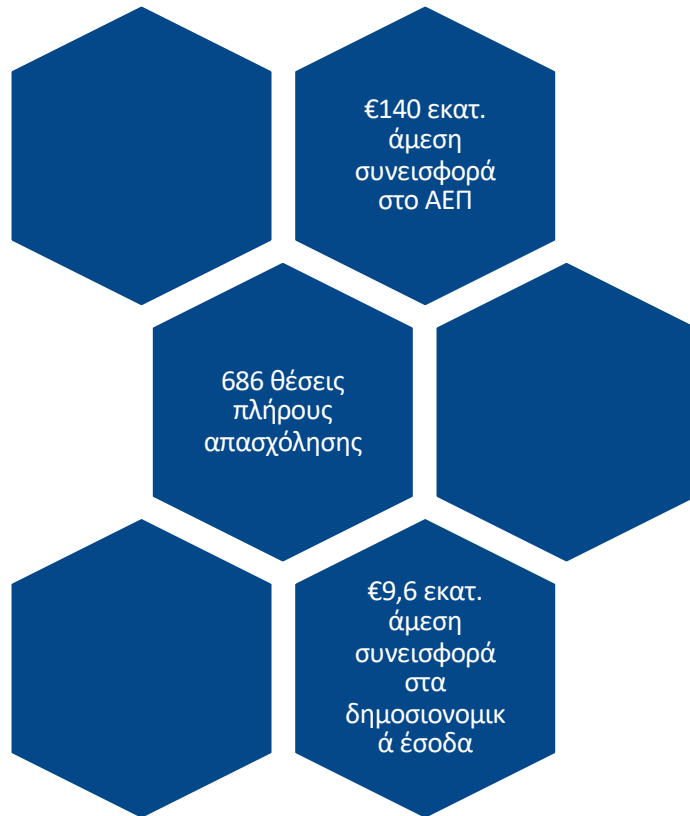 €140 εκατ.
άμεση
συνεισφορά
στο ΑΕΠ
686 θέσεις
πλήρους
απασχόλησης
€9,6 εκατ.
άμεση
συνεισφορά
στα
δημοσιονομικ
ά έσοδα